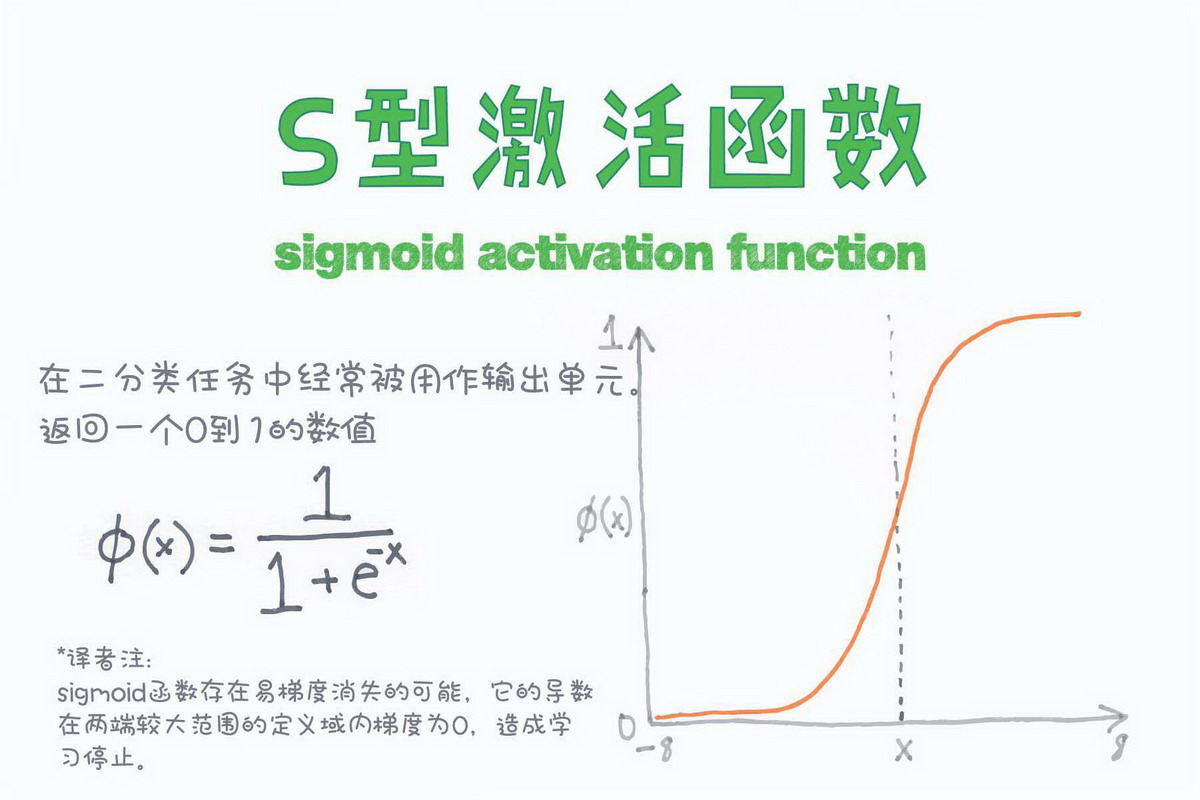 S型激活函数
sigmoid activation function
在二分类任务中经常被用作输出单元。
返回一个0到1的数值
ϕ(x) = 1 / (1 + e^-x)
*译者注:
sigmoid函数存在易梯度消失的可能，它的导数
在两端较大范围的定义域内梯度为0，造成学
习停止。
1
ϕ(x)
0
-8
x
8